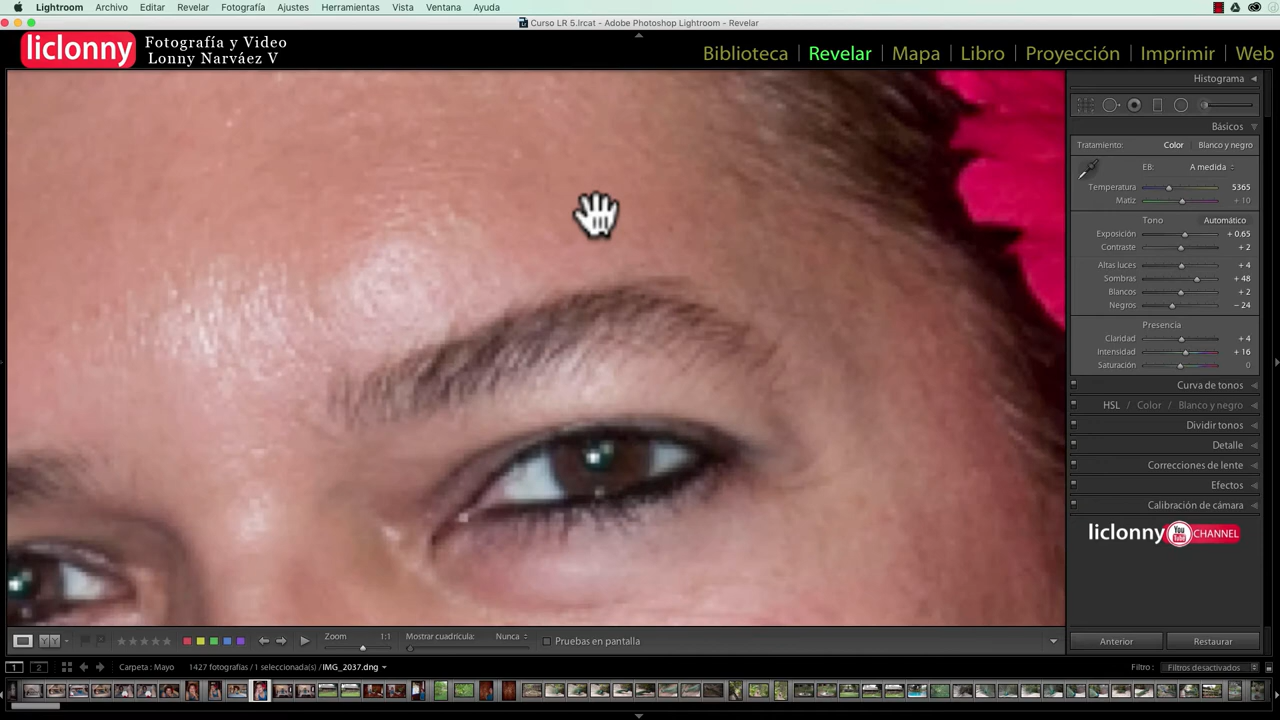 Lightroom Archivo Editar Revelar Fotografía Ajustes Herramientas Vista Ventana Ayuda
Curso LR 5.lrcat - Adobe Photoshop Lightroom - Revelar
liclonny
Fotografía y Video
Lonny Narváez V
Biblioteca | Revelar | Mapa | Libro | Proyección | Imprimir | Web
Histograma
Básicos
Tratamiento: Color Blanco y negro
EB: A medida
Temperatura 5365
Matiz + 10
Tono Automático
Exposición + 0.65
Contraste + 2
Altas luces + 4
Sombras + 48
Blancos + 2
Negros − 24
Presencia
Claridad + 4
Intensidad + 16
Saturación 0
Curva de tonos
HSL / Color / Blanco y negro
Dividir tonos
Detalle
Correcciones de lente
Efectos
Calibración de cámara
liclonny You Tube CHANNEL
Zoom 1:1 Mostrar cuadrícula: Nunca Pruebas en pantalla
Anterior Restaurar
1 2 Carpeta : Mayo 1427 fotografías / 1 seleccionada(s) / IMG_2037.dng Filtro : Filtros desactivados